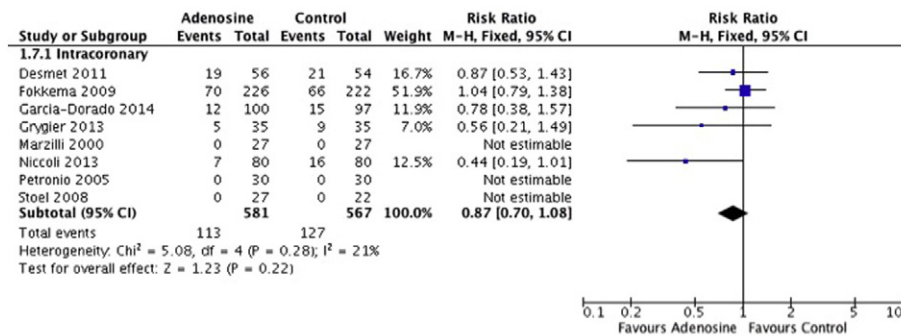 Adenosine Control Risk Ratio Risk Ratio
Study or Subgroup Events Total Events Total Weight M-H, Fixed, 95% CI M-H, Fixed, 95% CI
1.7.1 Intracoronary
Desmet 2011 19 56 21 54 16.7% 0.87 [0.53, 1.43]
Fokkema 2009 70 226 66 222 51.9% 1.04 [0.79, 1.38]
Garcia-Dorado 2014 12 100 15 97 11.9% 0.78 [0.38, 1.57]
Grygier 2013 5 35 9 35 7.0% 0.56 [0.21, 1.49]
Marzilli 2000 0 27 0 27 Not estimable
Niccoli 2013 7 80 16 80 12.5% 0.44 [0.19, 1.01]
Petronio 2005 0 30 0 30 Not estimable
Stoel 2008 0 27 0 22 Not estimable
Subtotal (95% CI) 581 567 100.0% 0.87 [0.70, 1.08]
Total events 113 127
Heterogeneity: Chi² = 5.08, df = 4 (P = 0.28); I² = 21%
Test for overall effect: Z = 1.23 (P = 0.22)
0.1 0.2 0.5 1 2 5 10
Favours Adenosine Favours Control